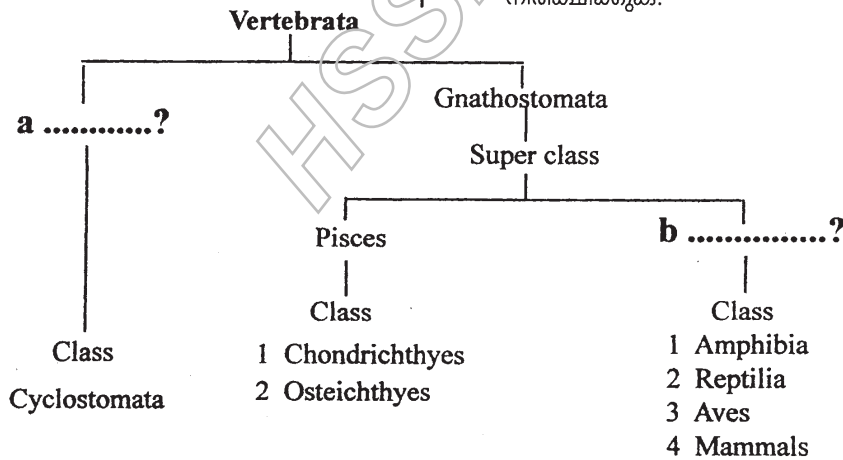 Vertebrata
Gnathostomata
a ............?
Super class
Pisces
b ................?
Class
Class
Class
1 Chondrichthyes
1 Amphibia
2 Reptilia
Cyclostomata
2 Osteichthyes
3 Aves
4 Mammals
HSS